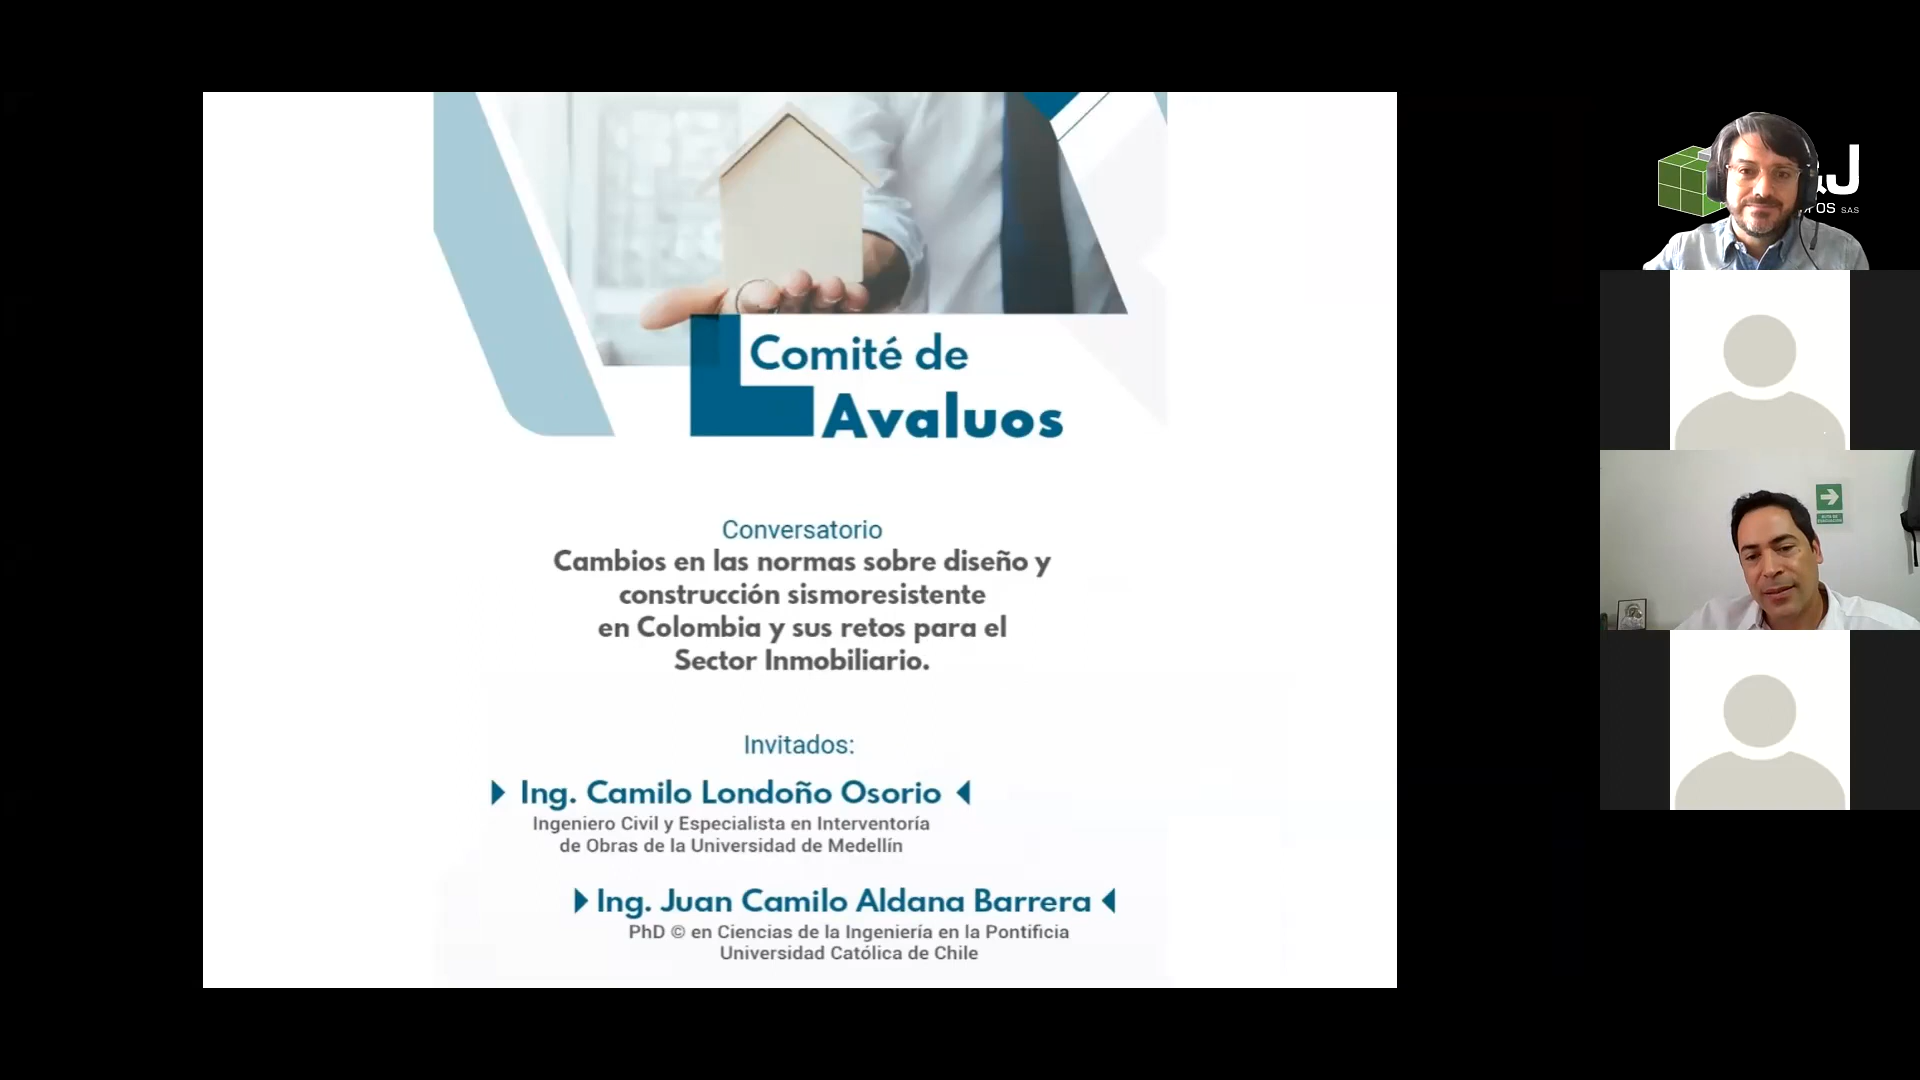 Comité de
Avaluos
Conversatorio
Cambios en las normas sobre diseño y
construcción sismoresistente
en Colombia y sus retos para el
Sector Inmobiliario.
Invitados:
Ing. Camilo Londoño Osorio
Ingeniero Civil y Especialista en Interventoría
de Obras de la Universidad de Medellín
Ing. Juan Camilo Aldana Barrera
PhD © en Ciencias de la Ingeniería en la Pontificia
Universidad Católica de Chile
&J
S.A.S